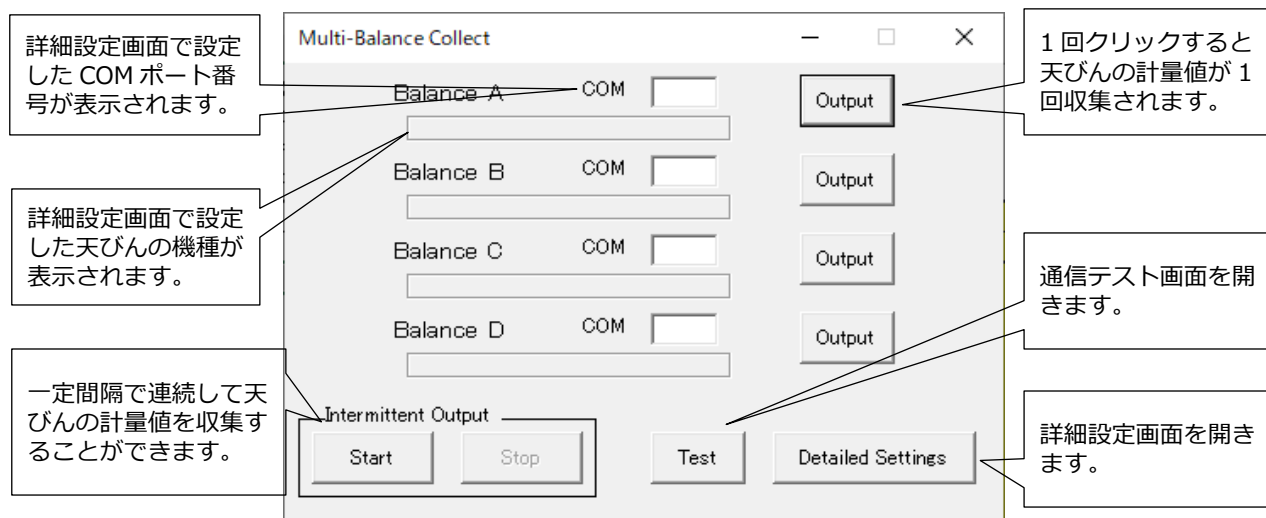 詳細設定画面で設定
した COM ポート番
号が表示されます。
詳細設定画面で設定
した天びんの機種が
表示されます。
一定間隔で連続して天
びんの計量値を収集す
ることができます。
Multi-Balance Collect
Balance A COM Output
Balance B COM Output
Balance C COM Output
Balance D COM Output
Intermittent Output
Start Stop Test Detailed Settings
1 回クリックすると
天びんの計量値が 1
回収集されます。
通信テスト画面を開
きます。
詳細設定画面を開き
ます。